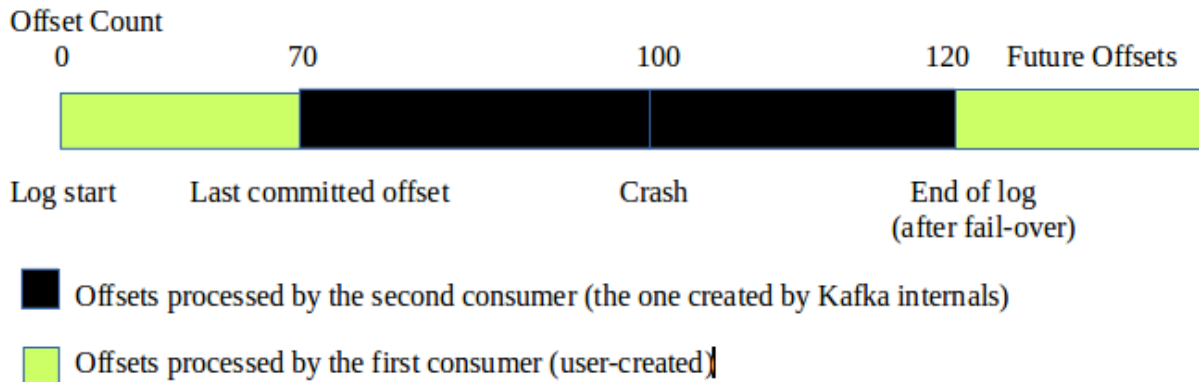 Offset Count
0 70 100 120 Future Offsets
Log start Last committed offset Crash End of log
(after fail-over)
Offsets processed by the second consumer (the one created by Kafka internals)
Offsets processed by the first consumer (user-created)